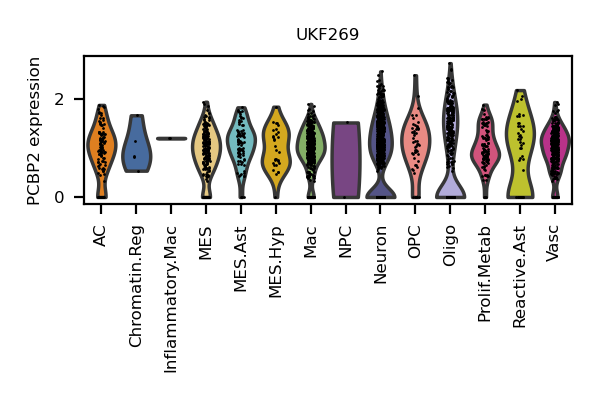 UKF269
PCBP2 expression
2
0
AC
Chromatin.Reg
Inflammatory.Mac
MES
MES.Ast
MES.Hyp
Mac
NPC
Neuron
OPC
Oligo
Prolif.Metab
Reactive.Ast
Vasc